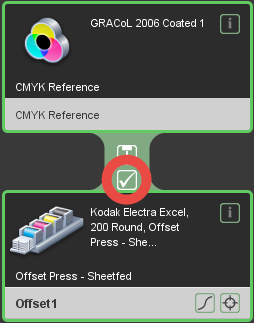 GRACoL 2006 Coated 1
CMYK Reference
CMYK Reference
Kodak Electra Excel,
200 Round, Offset
Press - She...
Offset Press - Sheetfed
Offset1